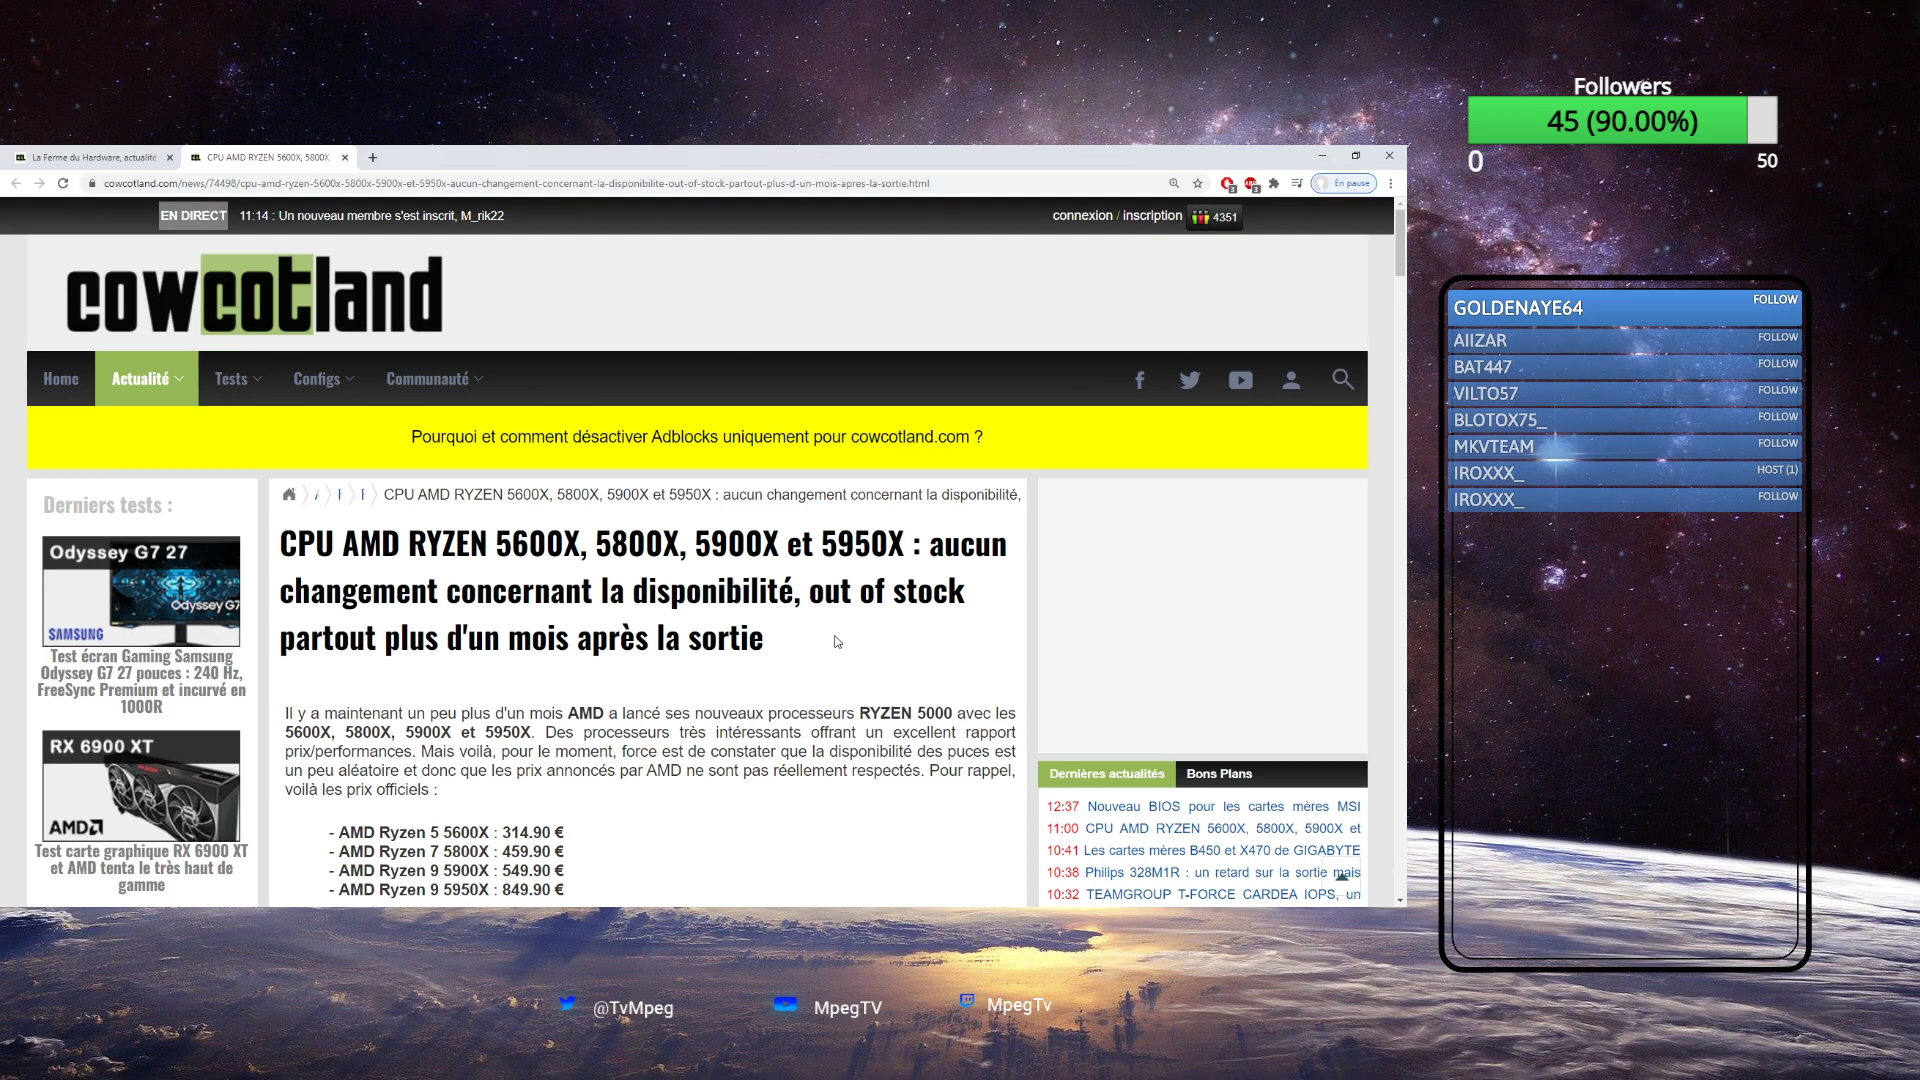 Followers
45 (90.00%)
0
50
La Ferme du Hardware, actualité
CPU AMD RYZEN 5600X, 5800X,
cowcotland.com/news/74498/cpu-amd-ryzen-5600x-5800x-5900x-et-5950x-aucun-changement-concernant-la-disponibilite-out-of-stock-partout-plus-d-un-mois-apres-la-sortie.html
En pause
EN DIRECT 11:14 : Un nouveau membre s'est inscrit, M_rik22
connexion / inscription 4351
cowcotland
Home Actualité Tests Configs Communauté
Pourquoi et comment désactiver Adblocks uniquement pour cowcotland.com ?
Derniers tests :
Odyssey G7 27
Odyssey G7
SAMSUNG
Test écran Gaming Samsung
Odyssey G7 27 pouces : 240 Hz,
FreeSync Premium et incurvé en
1000R
RX 6900 XT
AMD
Test carte graphique RX 6900 XT
et AMD tenta le très haut de
gamme
CPU AMD RYZEN 5600X, 5800X, 5900X et 5950X : aucun changement concernant la disponibilité,
CPU AMD RYZEN 5600X, 5800X, 5900X et 5950X : aucun
changement concernant la disponibilité, out of stock
partout plus d'un mois après la sortie
Il y a maintenant un peu plus d'un mois AMD a lancé ses nouveaux processeurs RYZEN 5000 avec les
5600X, 5800X, 5900X et 5950X. Des processeurs très intéressants offrant un excellent rapport
prix/performances. Mais voilà, pour le moment, force est de constater que la disponibilité des puces est
un peu aléatoire et donc que les prix annoncés par AMD ne sont pas réellement respectés. Pour rappel,
voilà les prix officiels :
- AMD Ryzen 5 5600X : 314.90 €
- AMD Ryzen 7 5800X : 459.90 €
- AMD Ryzen 9 5900X : 549.90 €
- AMD Ryzen 9 5950X : 849.90 €
Dernières actualités Bons Plans
12:37 Nouveau BIOS pour les cartes mères MSI
11:00 CPU AMD RYZEN 5600X, 5800X, 5900X et
10:41 Les cartes mères B450 et X470 de GIGABYTE
10:38 Philips 328M1R : un retard sur la sortie mais
10:32 TEAMGROUP T-FORCE CARDEA IOPS, un
GOLDENAYE64 FOLLOW
AIIZAR FOLLOW
BAT447 FOLLOW
VILTO57 FOLLOW
BLOTOX75_ FOLLOW
MKVTEAM FOLLOW
IROXXX_ HOST (1)
IROXXX_ FOLLOW
@TvMpeg
MpegTV
MpegTv